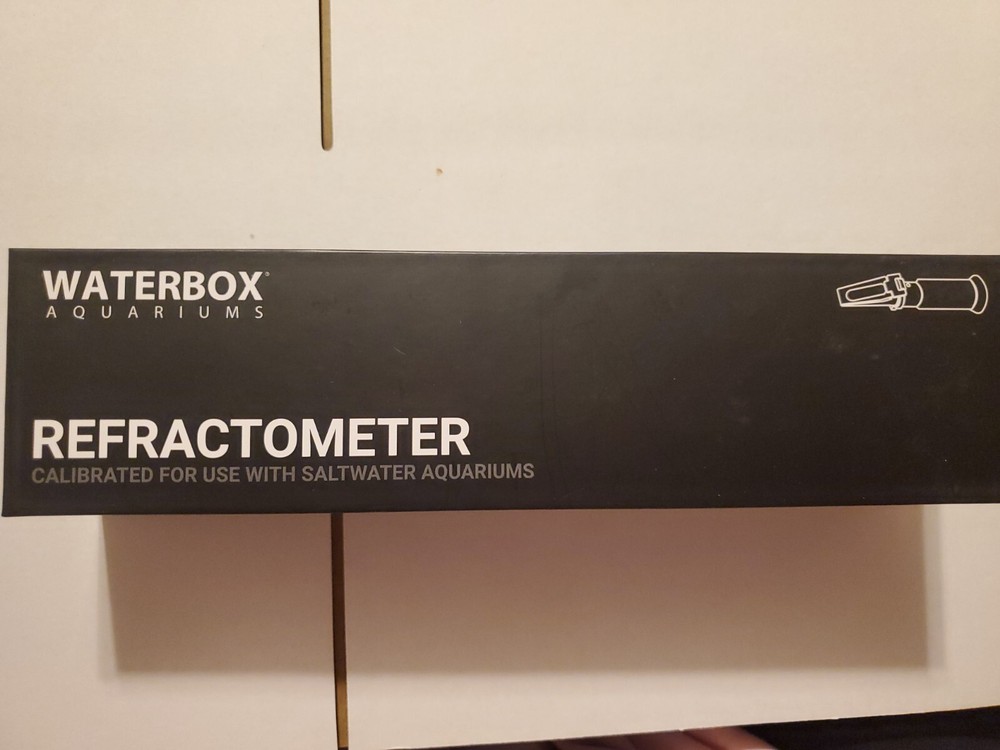 WATERBOX
AQUARIUMS
REFRACTOMETER
CALIBRATED FOR USE WITH SALTWATER AQUARIUMS